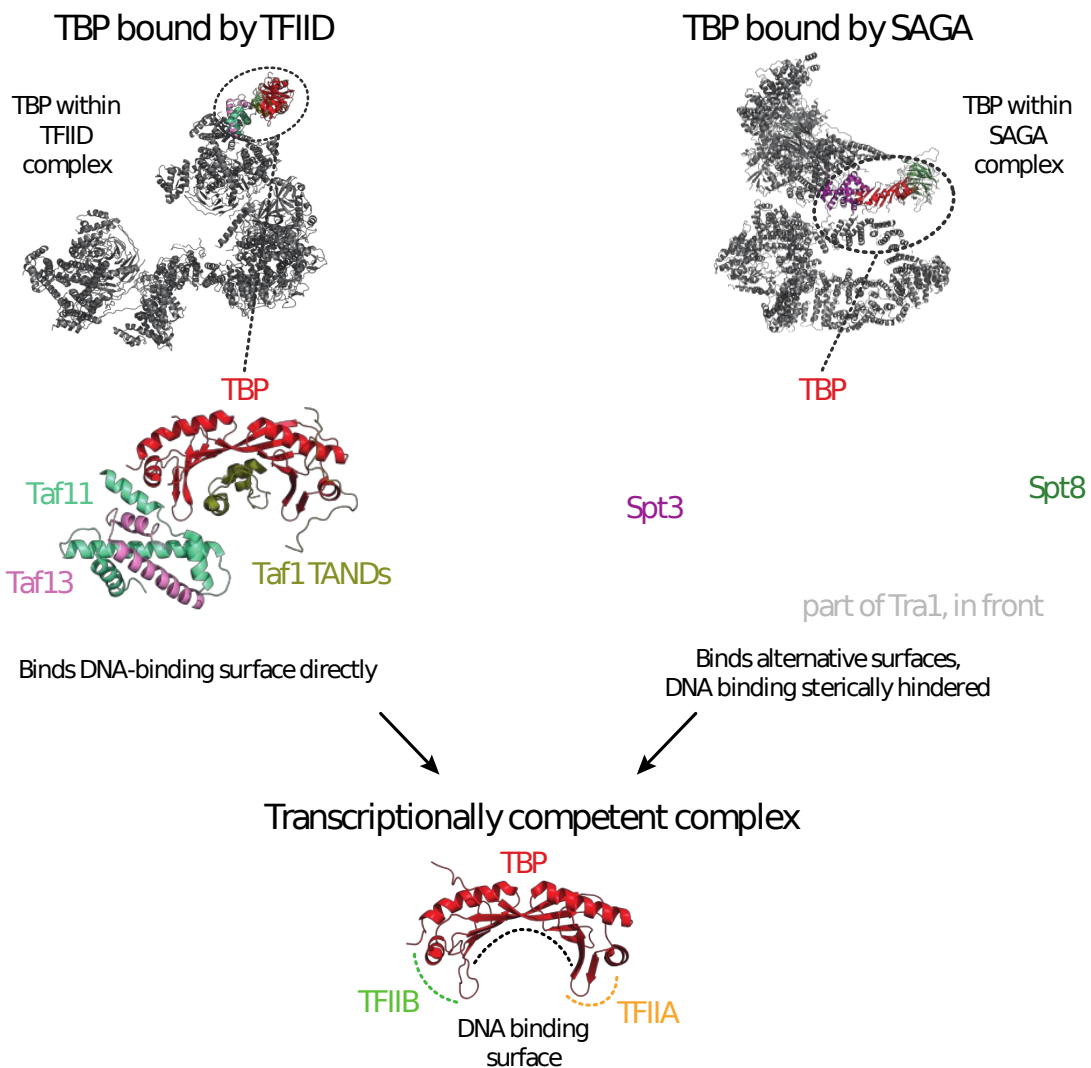 TBP bound by TFIID
TBP within
TFIID
complex
TBP
Taf11
Taf13
Taf1 TANDs
Binds DNA-binding surface directly
TBP bound by SAGA
TBP within
SAGA
complex
TBP
Spt3
Spt8
part of Tra1, in front
Binds alternative surfaces,
DNA binding sterically hindered
Transcriptionally competent complex
TBP
TFIIB
TFIIA
DNA binding
surface